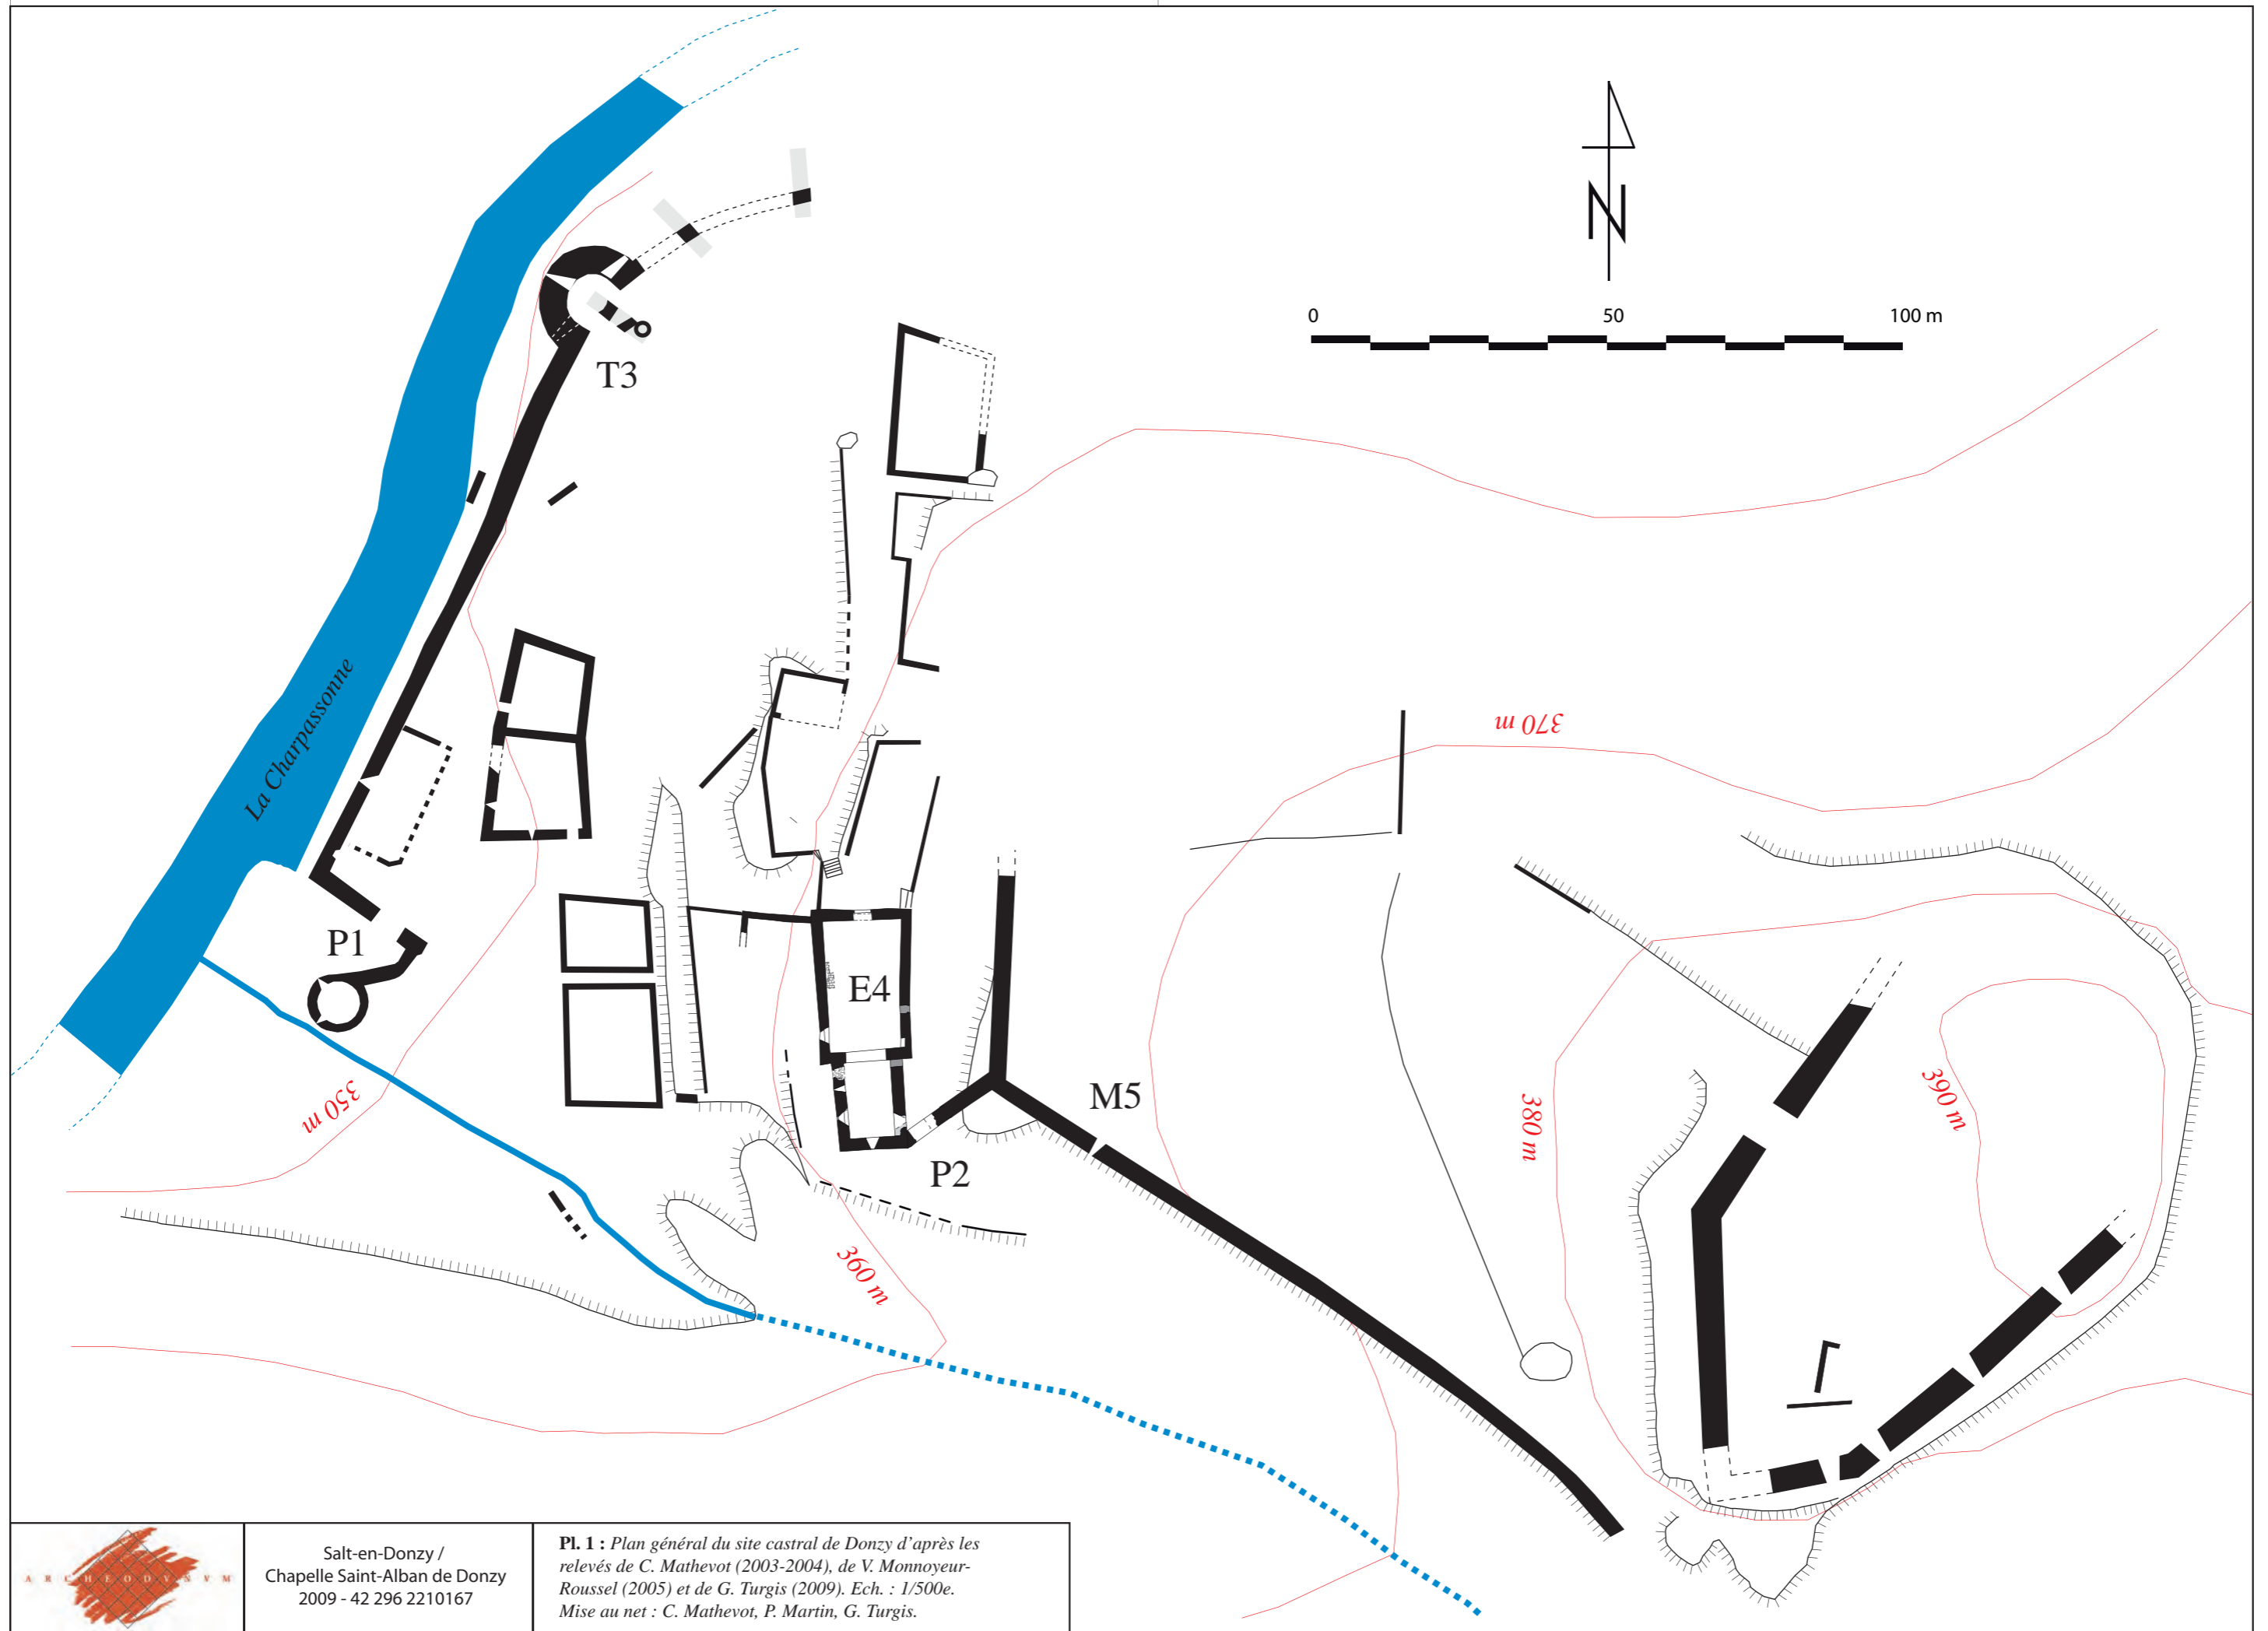 N
0 50 100 m
T3
La Charpassonne
370 m
P1
E4
M5
350 m
380 m
390 m
P2
360 m
ARCHEODVNVM
Salt-en-Donzy /
Chapelle Saint-Alban de Donzy
2009 - 42 296 2210167
Pl. 1 : Plan général du site castral de Donzy d'après les
relevés de C. Mathevot (2003-2004), de V. Monnoyeur-
Roussel (2005) et de G. Turgis (2009). Ech. : 1/500e.
Mise au net : C. Mathevot, P. Martin, G. Turgis.